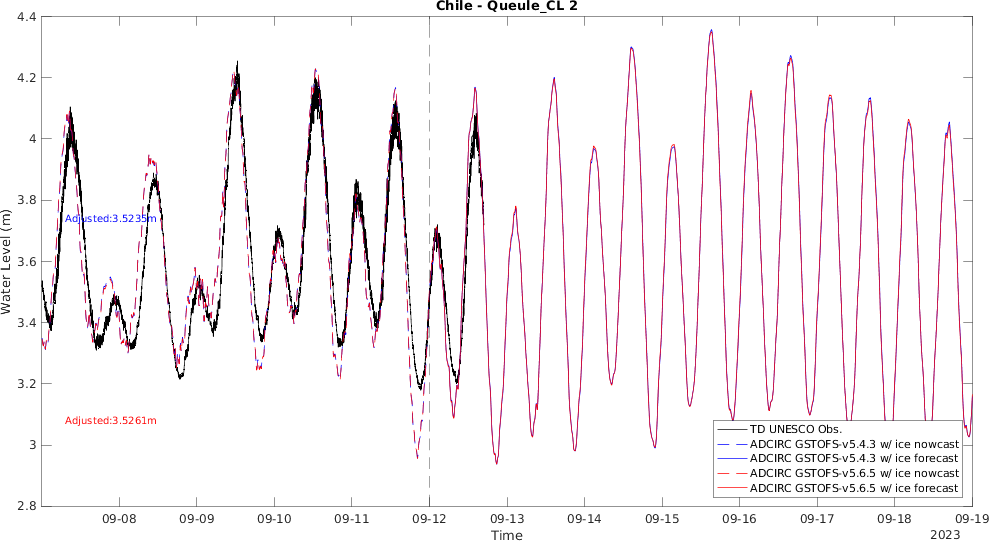 Chile - Queule_CL 2
4.4
4.2
4
3.8
3.6
3.4
3.2
3
2.8
Water Level (m)
Adjusted:3.5235m
Adjusted:3.5261m
TD UNESCO Obs.
ADCIRC GSTOFS-v5.4.3 w/ ice nowcast
ADCIRC GSTOFS-v5.4.3 w/ ice forecast
ADCIRC GSTOFS-v5.6.5 w/ ice nowcast
ADCIRC GSTOFS-v5.6.5 w/ ice forecast
09-08 09-09 09-10 09-11 09-12 09-13 09-14 09-15 09-16 09-17 09-18 09-19
Time
2023